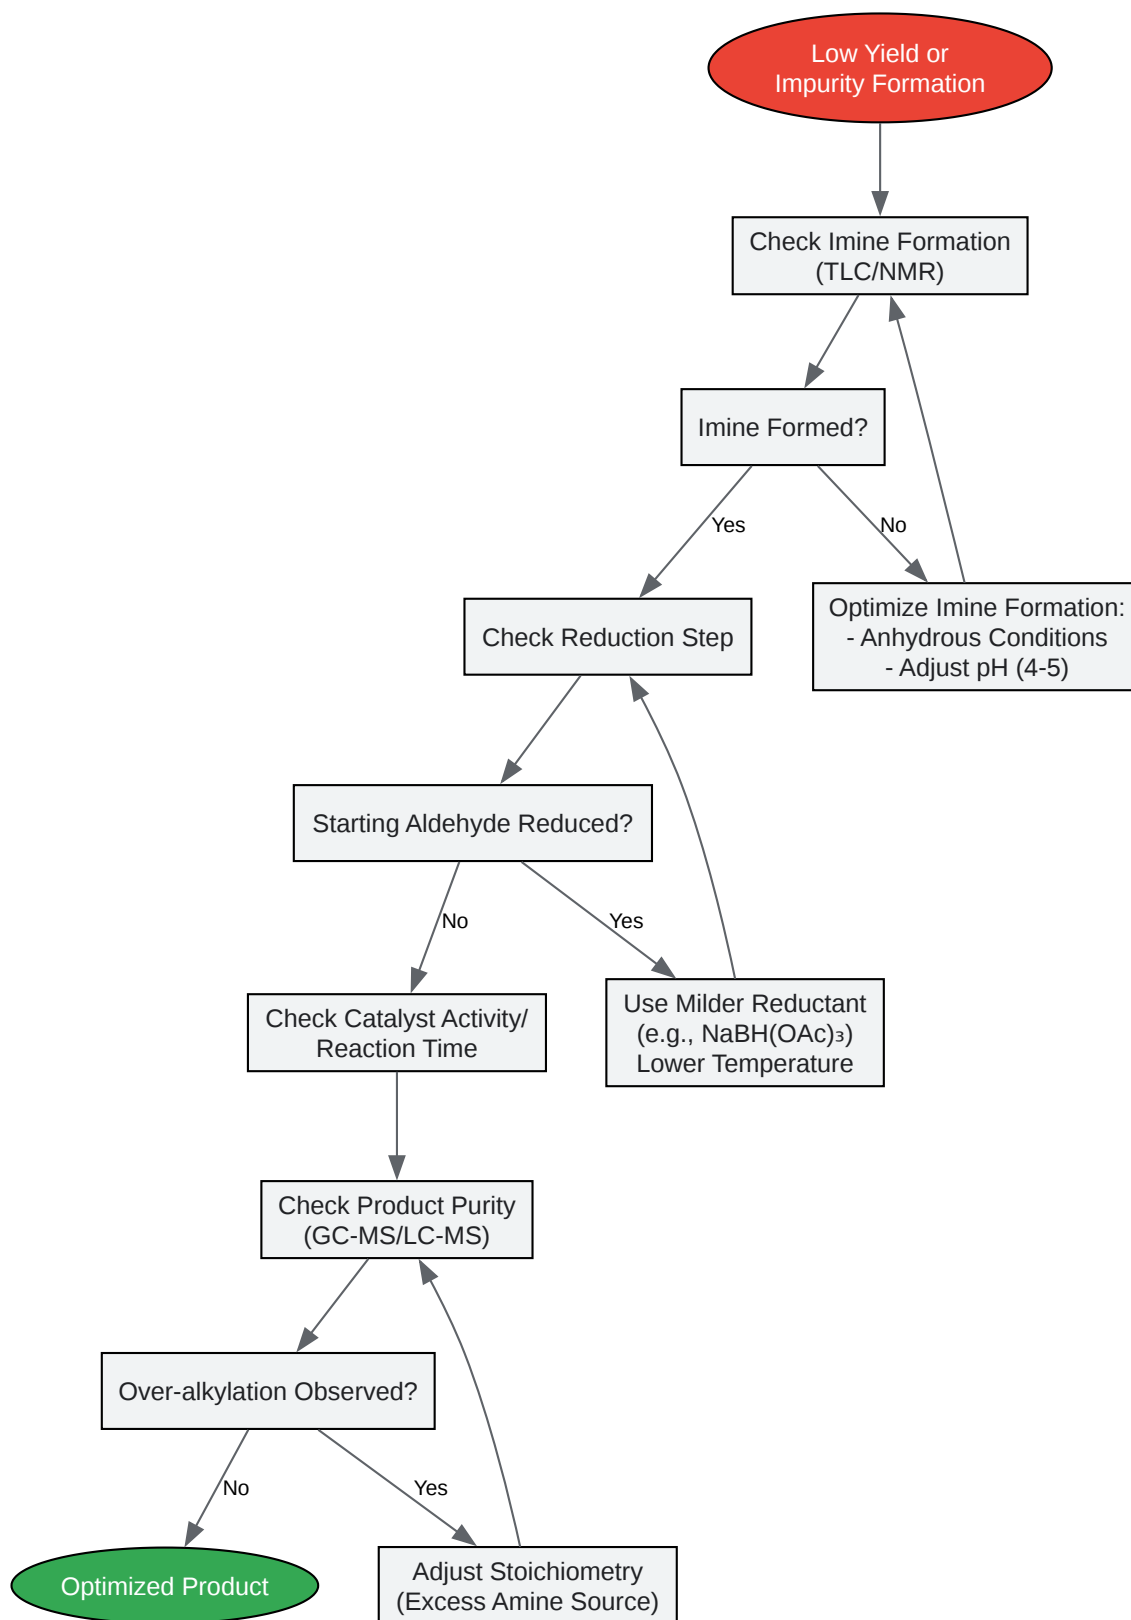 Low Yield or
Impurity Formation
Check Imine Formation
(TLC/NMR)
Imine Formed?
Yes
No
Optimize Imine Formation:
- Anhydrous Conditions
- Adjust pH (4-5)
Check Reduction Step
Starting Aldehyde Reduced?
No
Yes
Use Milder Reductant
(e.g., NaBH(OAc)₃)
Lower Temperature
Check Catalyst Activity/
Reaction Time
Check Product Purity
(GC-MS/LC-MS)
Over-alkylation Observed?
No
Yes
Optimized Product
Adjust Stoichiometry
(Excess Amine Source)